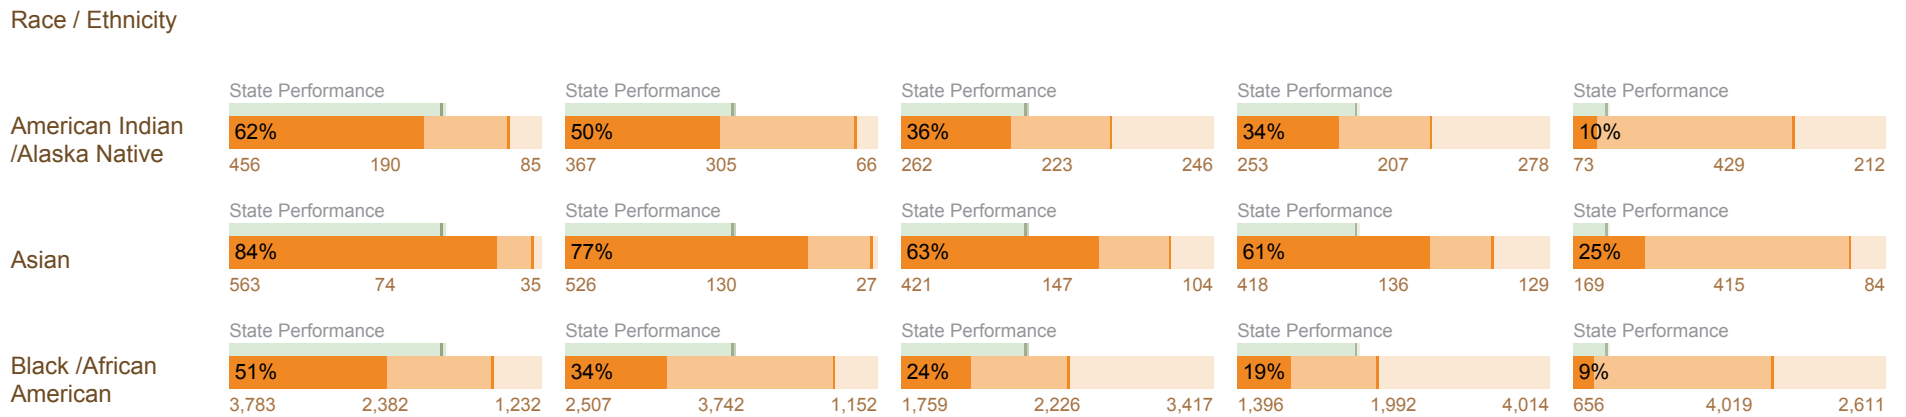 Race / Ethnicity
State Performance State Performance State Performance State Performance State Performance
American Indian
/Alaska Native
62% 50% 36% 34% 10%
456 190 85 367 305 66 262 223 246 253 207 278 73 429 212
State Performance State Performance State Performance State Performance State Performance
Asian
84% 77% 63% 61% 25%
563 74 35 526 130 27 421 147 104 418 136 129 169 415 84
State Performance State Performance State Performance State Performance State Performance
Black /African
American
51% 34% 24% 19% 9%
3,783 2,382 1,232 2,507 3,742 1,152 1,759 2,226 3,417 1,396 1,992 4,014 656 4,019 2,611